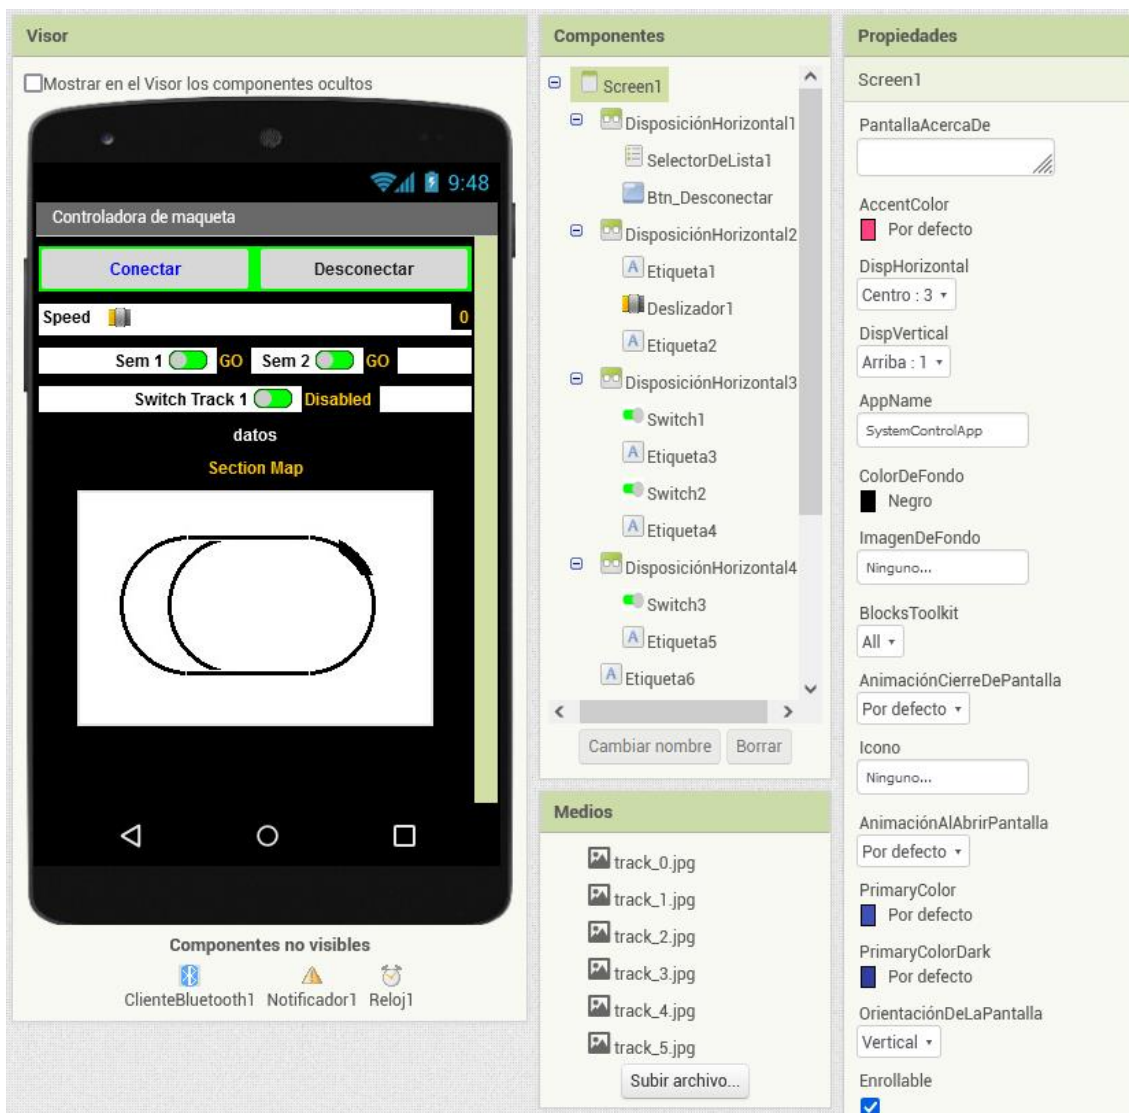 Visor
Mostrar en el Visor los componentes ocultos
9:48
Controladora de maqueta
Conectar
Desconectar
Speed
0
Sem 1
GO
Sem 2
GO
Switch Track 1
Disabled
datos
Section Map
Componentes no visibles
ClienteBluetooth1
Notificador1
Reloj1
Componentes
Screen1
DisposiciónHorizontal1
SelectorDeLista1
Btn_Desconectar
DisposiciónHorizontal2
Etiqueta1
Deslizador1
Etiqueta2
DisposiciónHorizontal3
Switch1
Etiqueta3
Switch2
Etiqueta4
DisposiciónHorizontal4
Switch3
Etiqueta5
Etiqueta6
Cambiar nombre
Borrar
Medios
track_0.jpg
track_1.jpg
track_2.jpg
track_3.jpg
track_4.jpg
track_5.jpg
Subir archivo...
Propiedades
Screen1
PantallaAcercaDe
AccentColor
Por defecto
DispHorizontal
Centro : 3
DispVertical
Arriba : 1
AppName
SystemControlApp
ColorDeFondo
Negro
ImagenDeFondo
Ninguno...
BlocksToolkit
All
AnimaciónCierreDePantalla
Por defecto
Icono
Ninguno...
AnimaciónAlAbrirPantalla
Por defecto
PrimaryColor
Por defecto
PrimaryColorDark
Por defecto
OrientaciónDeLaPantalla
Vertical
Enrollable